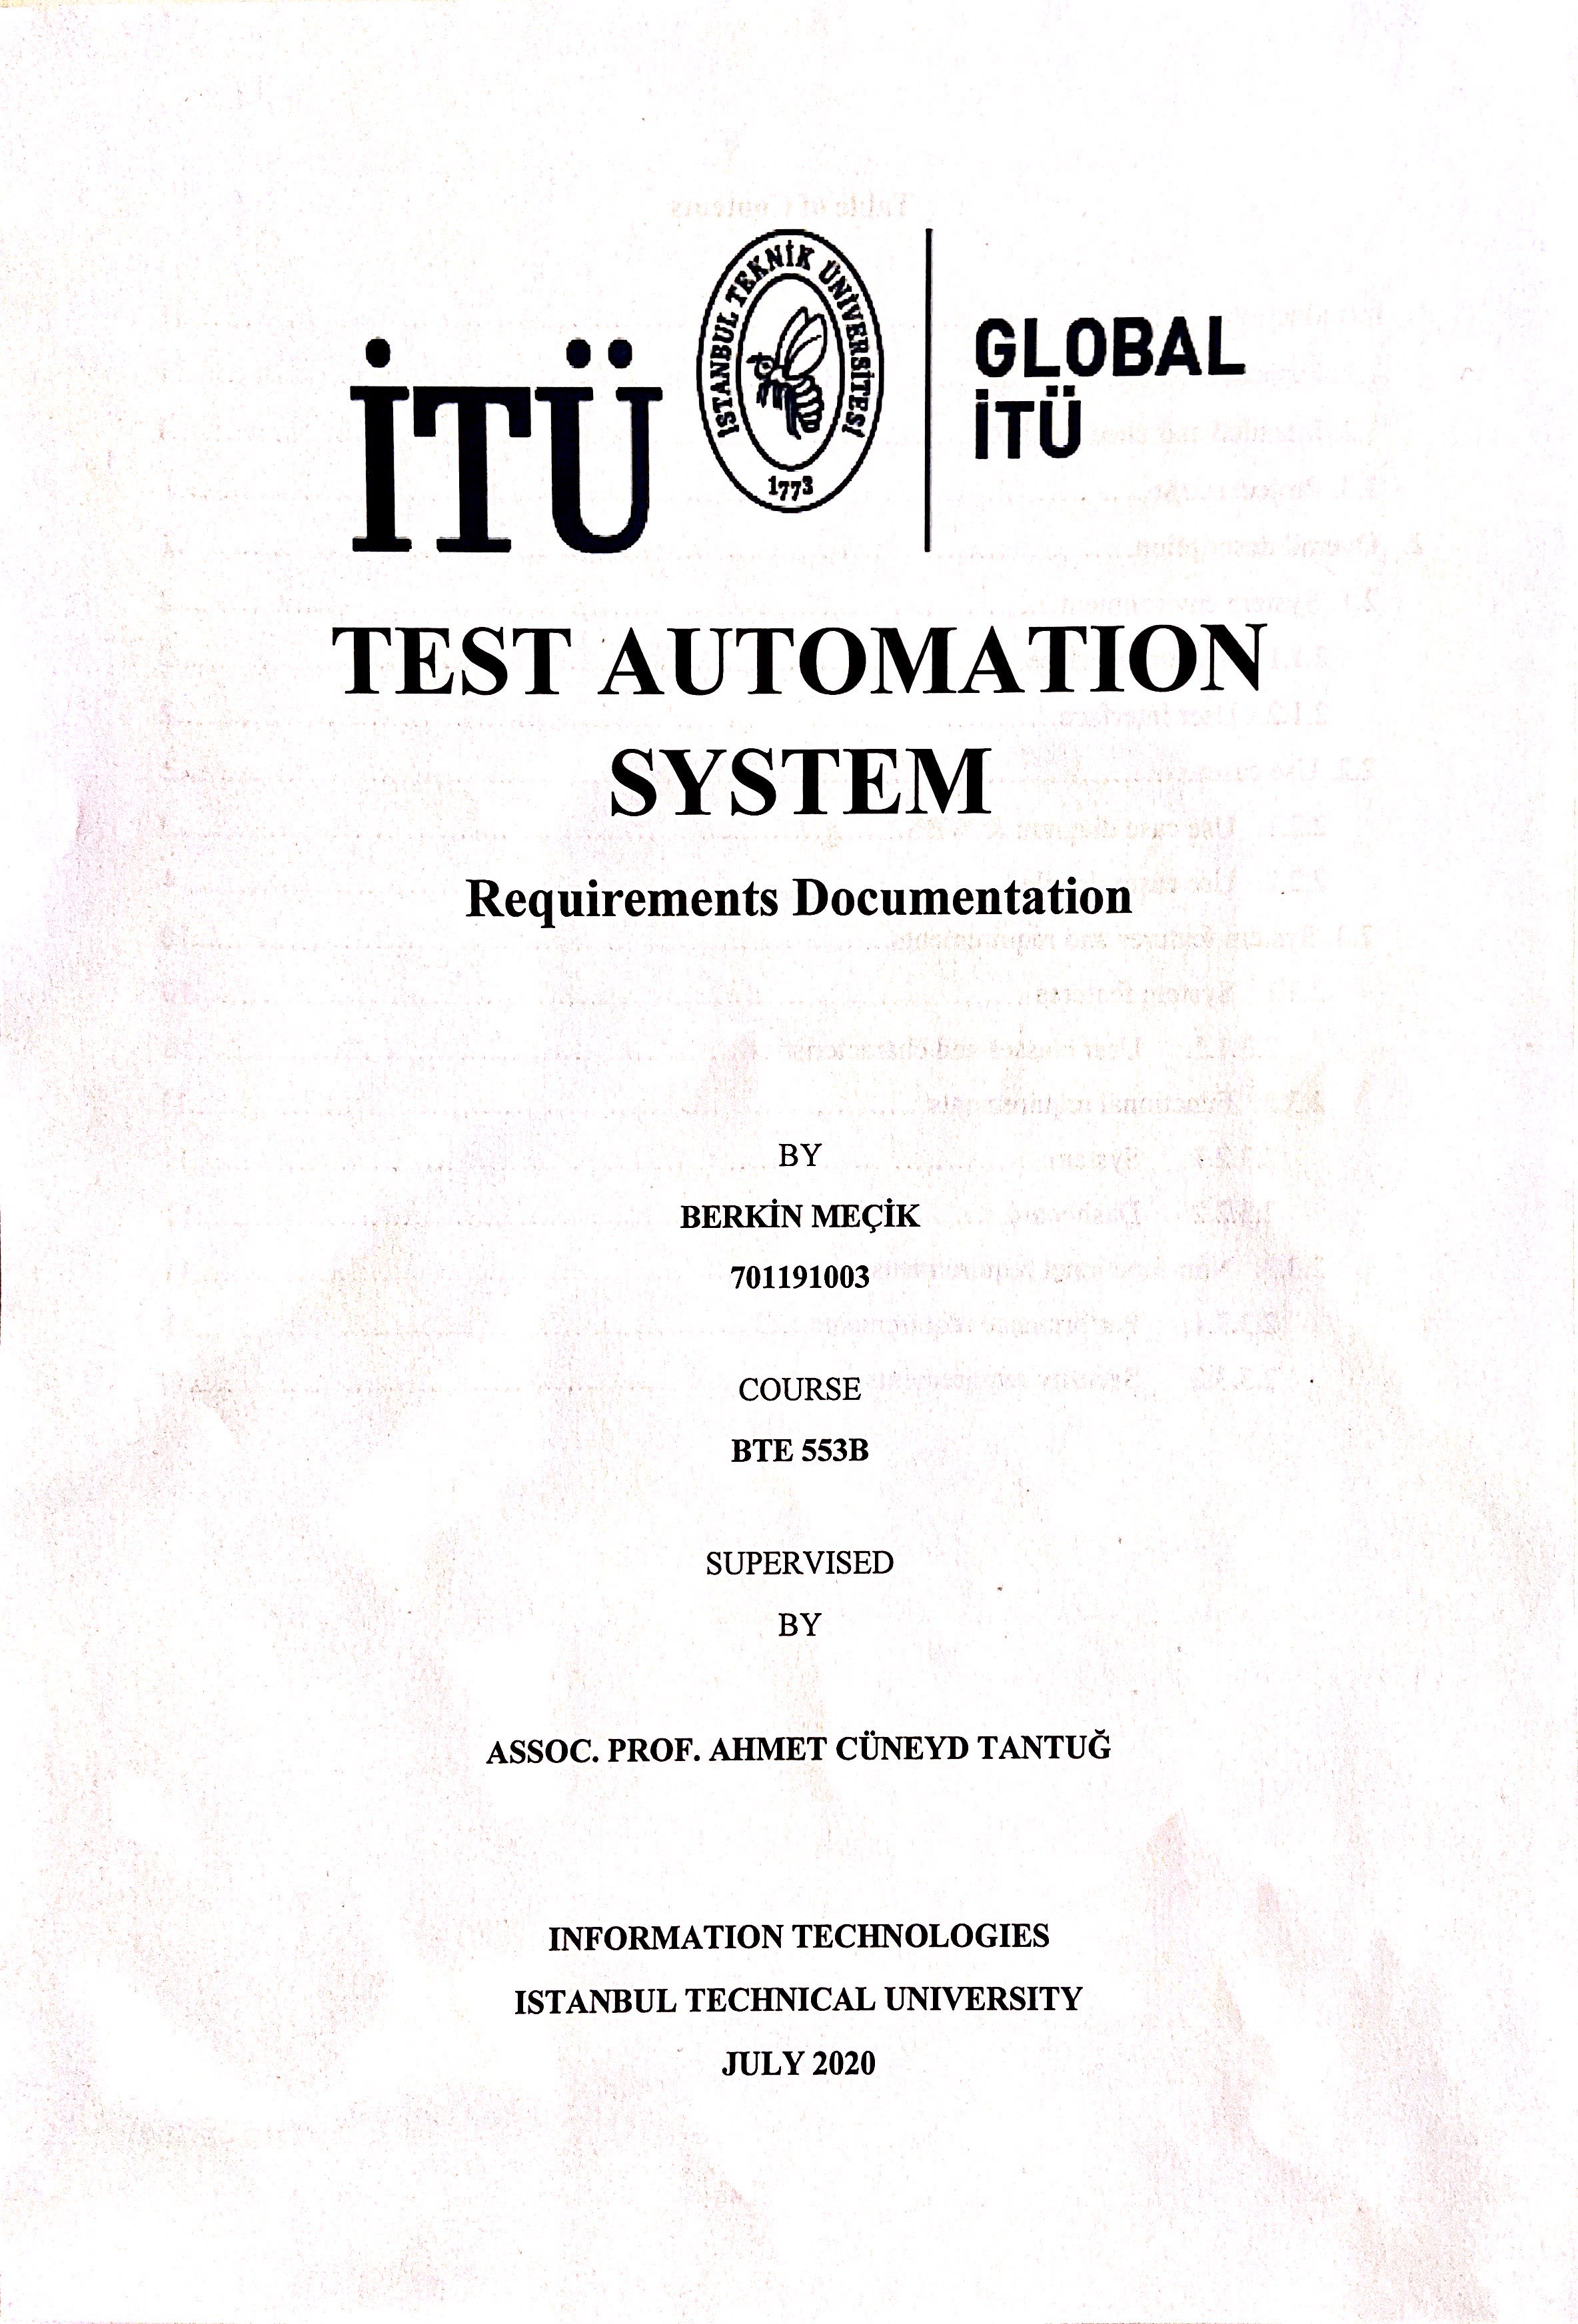 İTÜ
İSTANBUL TEKNİK ÜNİVERSİTESİ
1773
GLOBAL
İTÜ
TEST AUTOMATION
SYSTEM
Requirements Documentation
BY
BERKİN MEÇİK
701191003
COURSE
BTE 553B
SUPERVISED
BY
ASSOC. PROF. AHMET CÜNEYD TANTUĞ
INFORMATION TECHNOLOGIES
ISTANBUL TECHNICAL UNIVERSITY
JULY 2020